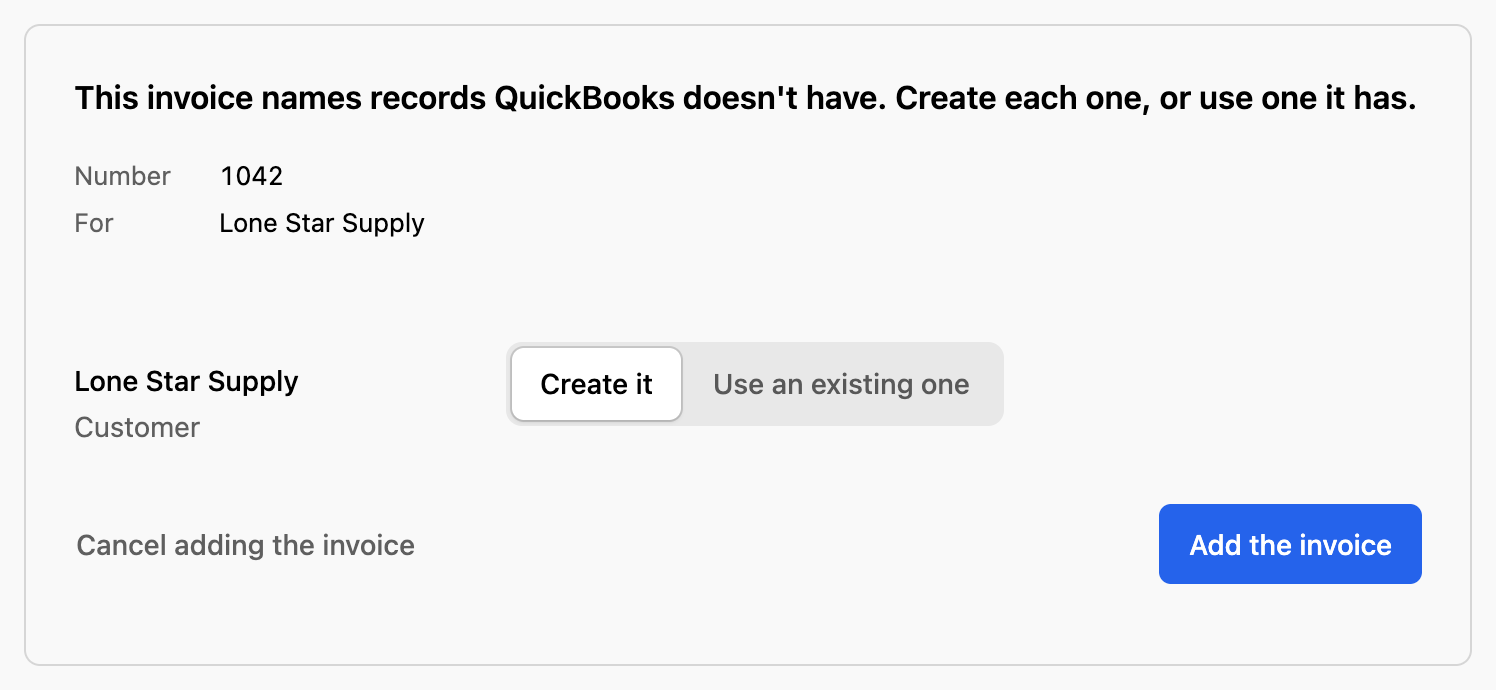 This invoice names records QuickBooks doesn't have. Create each one, or use one it has.
Number 1042
For Lone Star Supply
Lone Star Supply
Create it Use an existing one
Customer
Cancel adding the invoice Add the invoice